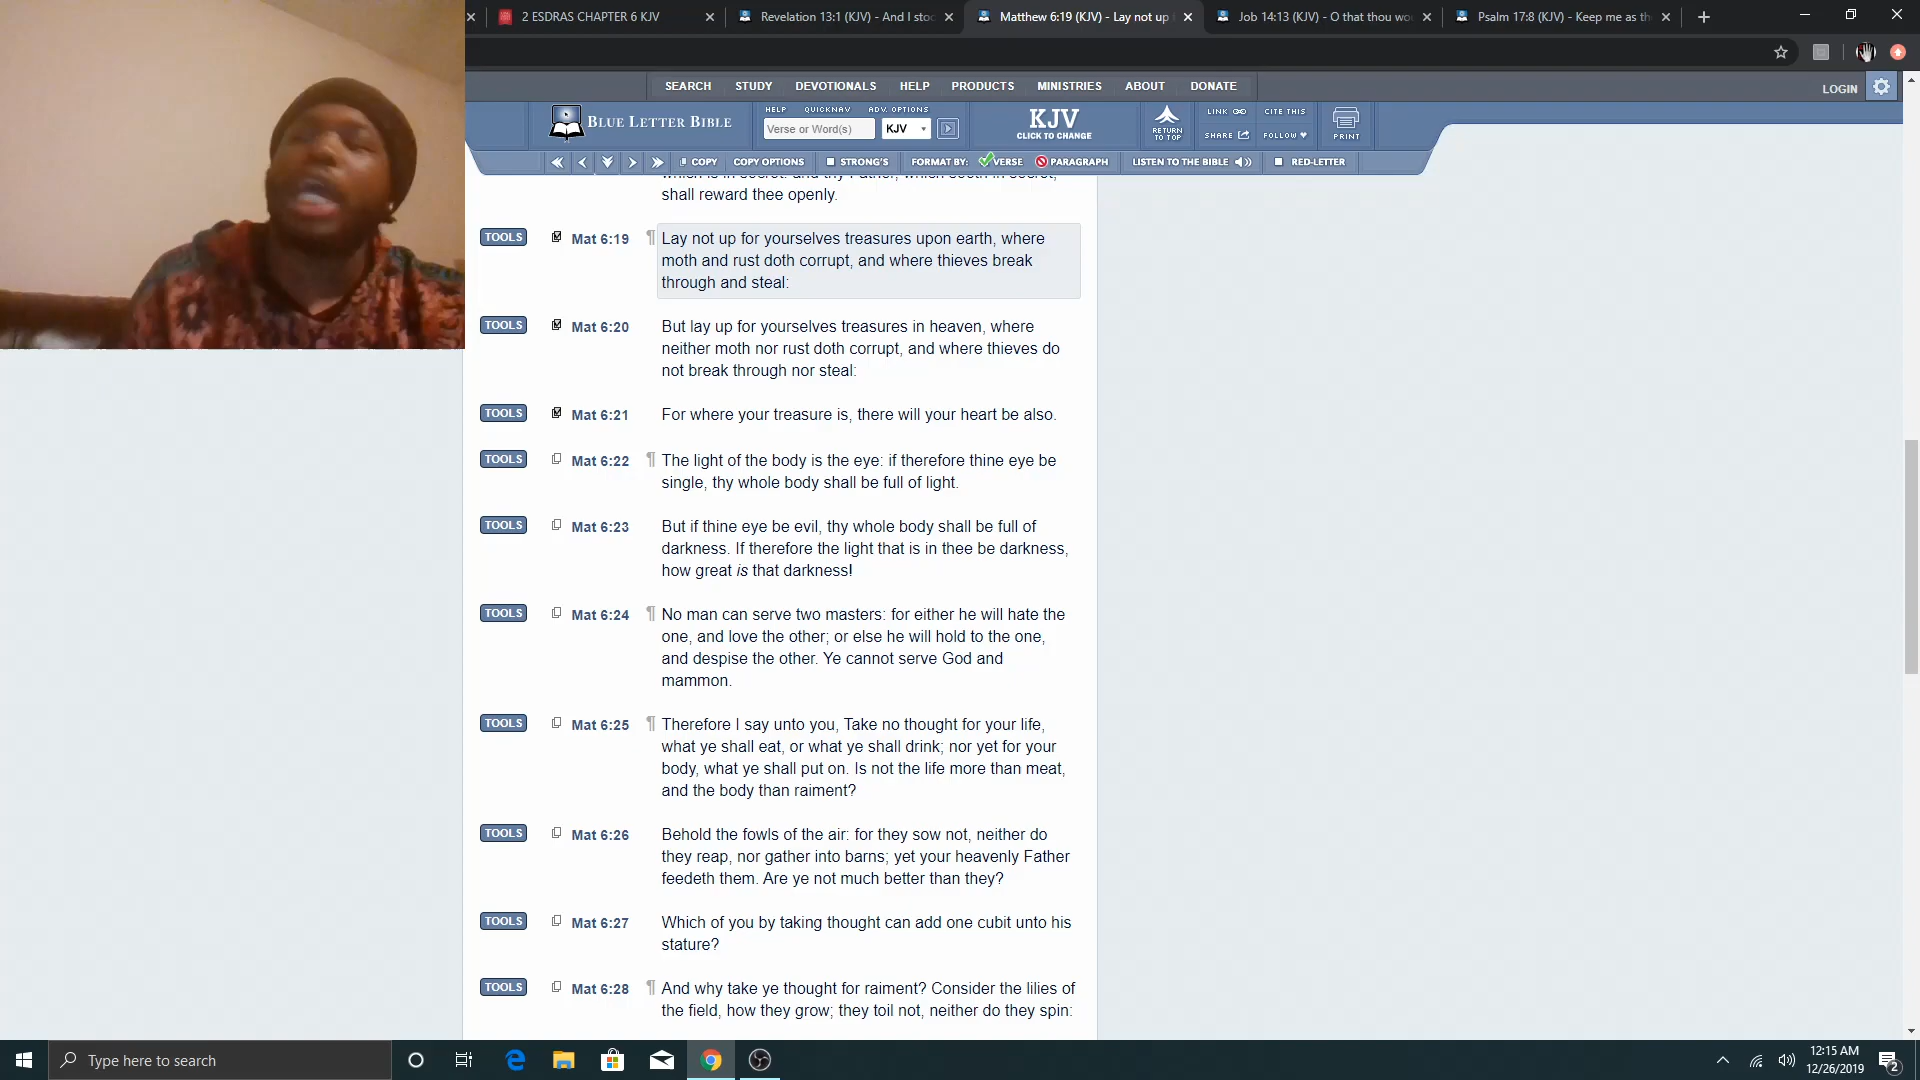 2 ESDRAS CHAPTER 6 KJV
Revelation 13:1 (KJV) - And I stoo
Matthew 6:19 (KJV) - Lay not up
Job 14:13 (KJV) - O that thou wo
Psalm 17:8 (KJV) - Keep me as th
SEARCH STUDY DEVOTIONALS HELP PRODUCTS MINISTRIES ABOUT DONATE
LOGIN
BLUE LETTER BIBLE
HELP QUICKNAV ADV. OPTIONS
Verse or Word(s) KJV
KJV
CLICK TO CHANGE
RETURN
TO TOP
LINK CITE THIS
SHARE FOLLOW
PRINT
COPY COPY OPTIONS STRONG'S FORMAT BY: VERSE PARAGRAPH LISTEN TO THE BIBLE RED-LETTER
which is in secret: and thy Father, which seeth in secret,
shall reward thee openly.
TOOLS Mat 6:19 ¶ Lay not up for yourselves treasures upon earth, where
moth and rust doth corrupt, and where thieves break
through and steal:
TOOLS Mat 6:20 But lay up for yourselves treasures in heaven, where
neither moth nor rust doth corrupt, and where thieves do
not break through nor steal:
TOOLS Mat 6:21 For where your treasure is, there will your heart be also.
TOOLS Mat 6:22 ¶ The light of the body is the eye: if therefore thine eye be
single, thy whole body shall be full of light.
TOOLS Mat 6:23 But if thine eye be evil, thy whole body shall be full of
darkness. If therefore the light that is in thee be darkness,
how great is that darkness!
TOOLS Mat 6:24 ¶ No man can serve two masters: for either he will hate the
one, and love the other; or else he will hold to the one,
and despise the other. Ye cannot serve God and
mammon.
TOOLS Mat 6:25 ¶ Therefore I say unto you, Take no thought for your life,
what ye shall eat, or what ye shall drink; nor yet for your
body, what ye shall put on. Is not the life more than meat,
and the body than raiment?
TOOLS Mat 6:26 Behold the fowls of the air: for they sow not, neither do
they reap, nor gather into barns; yet your heavenly Father
feedeth them. Are ye not much better than they?
TOOLS Mat 6:27 Which of you by taking thought can add one cubit unto his
stature?
TOOLS Mat 6:28 ¶ And why take ye thought for raiment? Consider the lilies of
the field, how they grow; they toil not, neither do they spin:
Type here to search
12:15 AM
12/26/2019
2